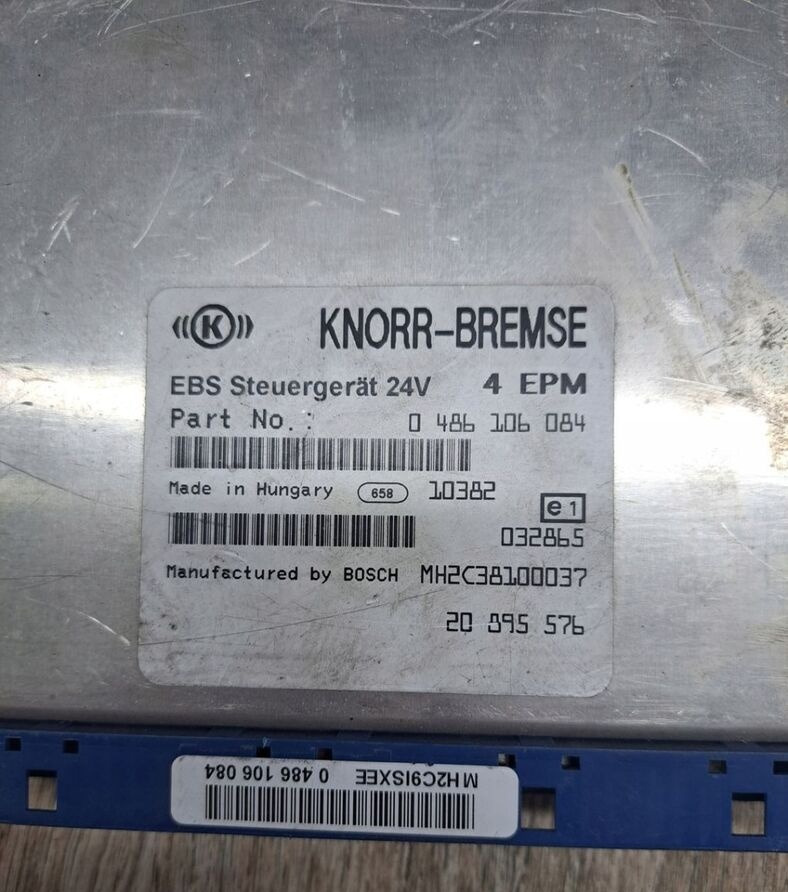 K KNORR-BREMSE
EBS Steuergerät 24V 4 EPM
Part No.: 0 486 106 084
Made in Hungary 658 10382
e1
032865
Manufactured by BOSCH MH2C38100037
20 895 576
MH2C9ISXEE 0 486 106 084